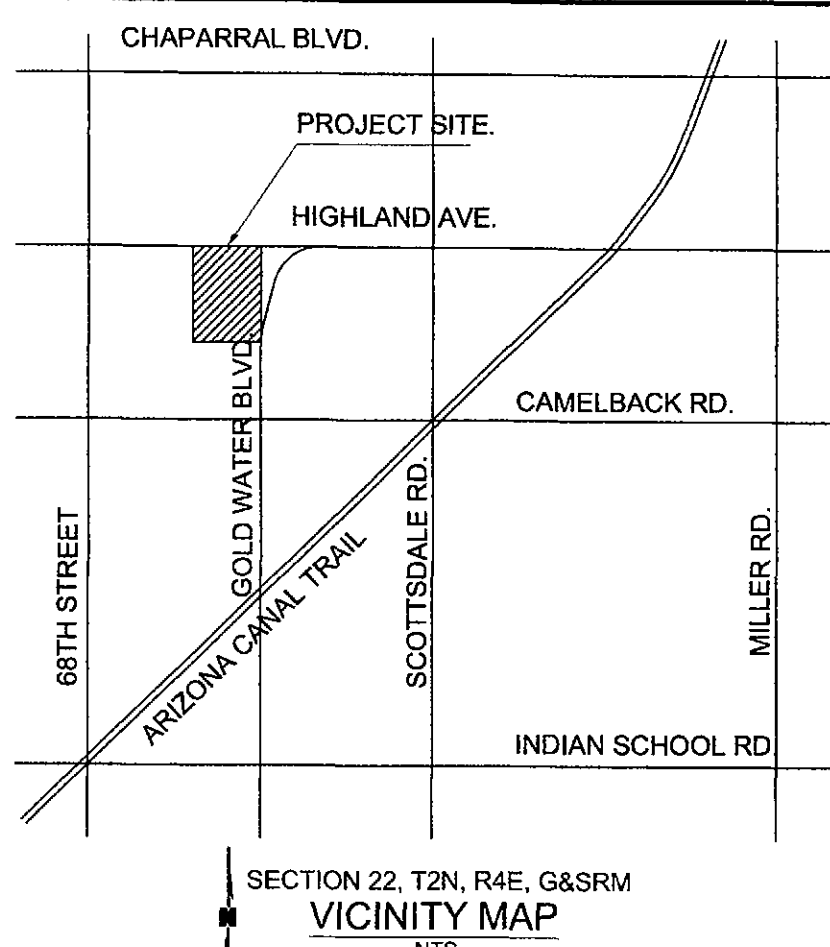 CHAPARRAL BLVD.
PROJECT SITE.
HIGHLAND AVE.
GOLD WATER BLVD.
CAMELBACK RD.
68TH STREET
ARIZONA CANAL TRAIL
SCOTTSDALE RD.
MILLER RD.
INDIAN SCHOOL RD
SECTION 22, T2N, R4E, G&SRM
N
VICINITY MAP
NTS